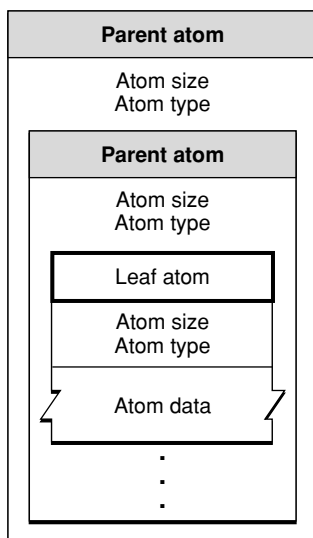 Parent atom
Atom size
Atom type
Parent atom
Atom size
Atom type
Leaf atom
Atom size
Atom type
Atom data
.
.
.